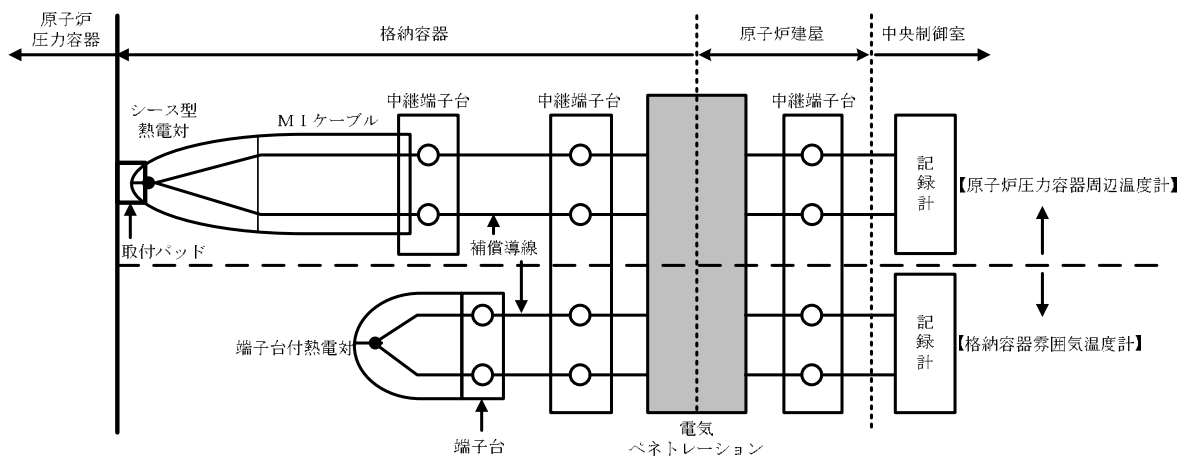 原子炉
圧力容器
格納容器
原子炉建屋
中央制御室
シース型
熱電対
MIケーブル
中継端子台
中継端子台
中継端子台
記録計
【原子炉圧力容器周辺温度計】
取付パッド
補償導線
端子台付熱電対
記録計
【格納容器雰囲気温度計】
端子台
電気
ペネトレーション